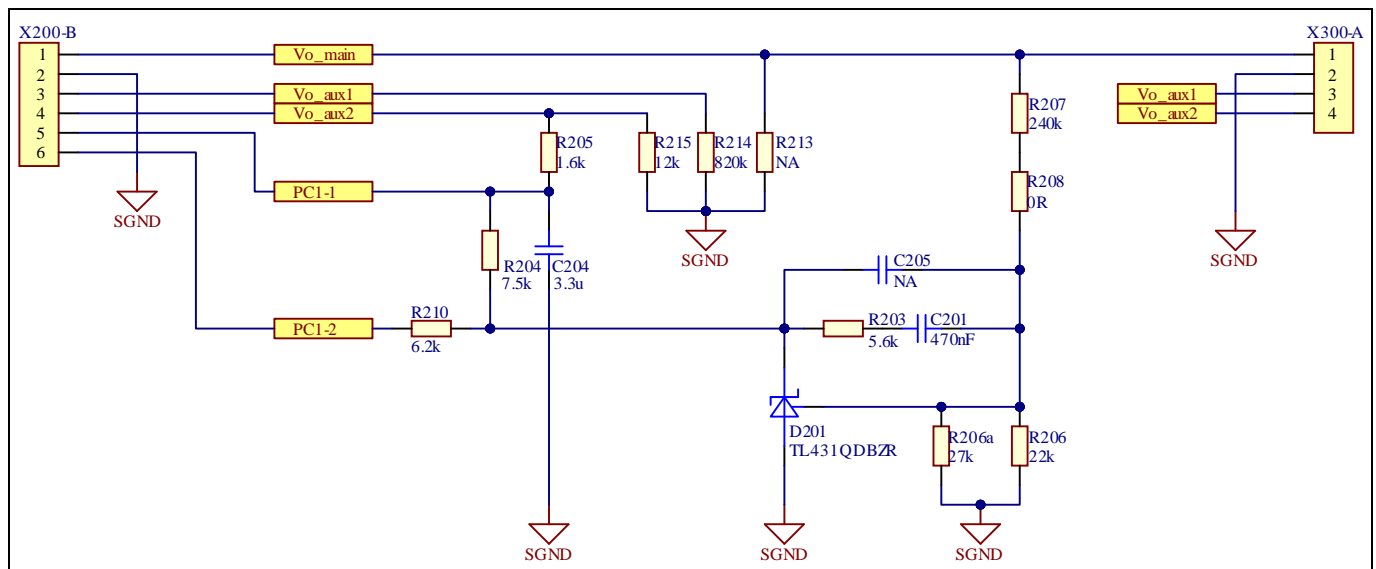 X200-B
X300-A
1
Vo_main
1
2
2
3
Vo_aux1
Vo_aux1
3
4
Vo_aux2
Vo_aux2
4
5
6
R207
240k
R205
1.6k
R215
12k
R214
820k
R213
NA
R208
0R
SGND
PC1-1
SGND
SGND
R204
7.5k
C204
3.3u
C205
NA
R210
6.2k
PC1-2
R203
5.6k
C201
470nF
D201
TL431QDBZR
R206a
27k
R206
22k
SGND
SGND
SGND